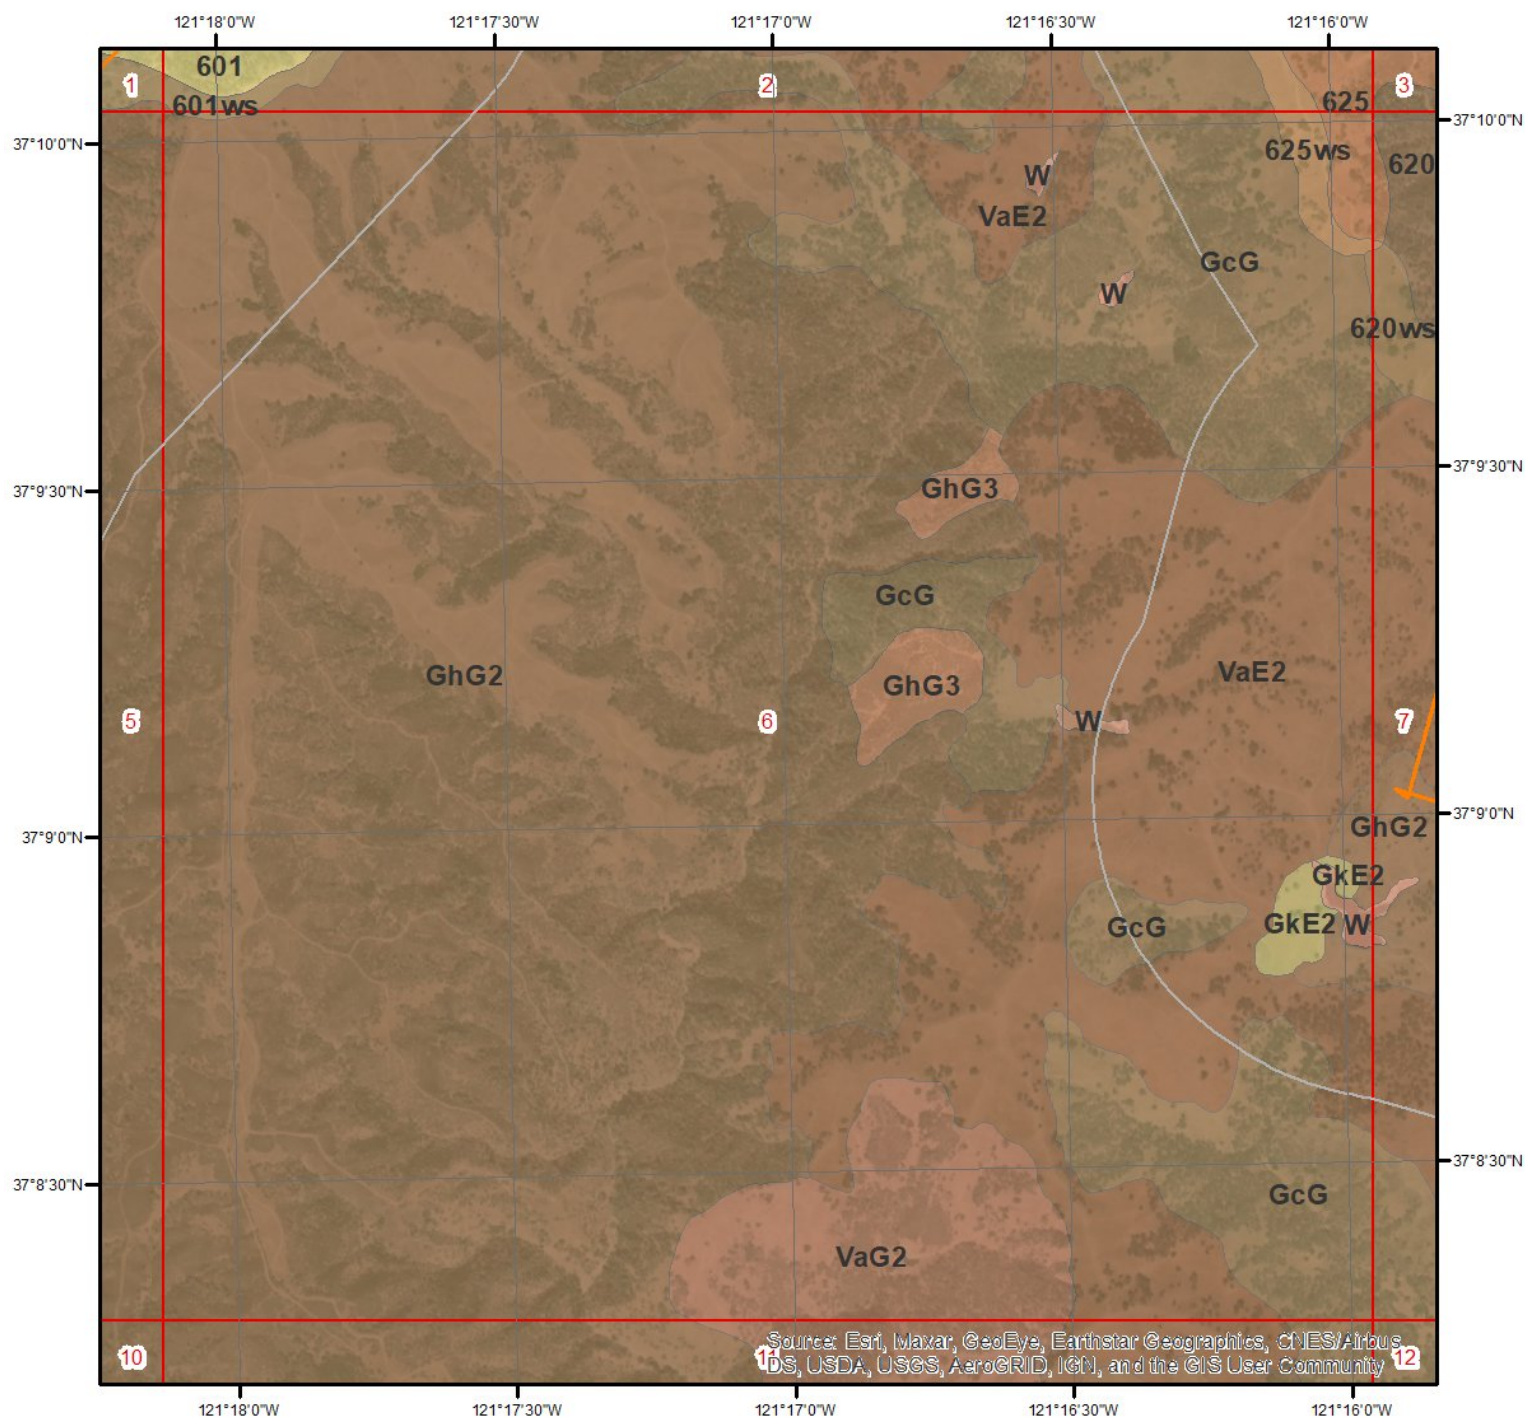 121°18'0"W
121°17'30"W
121°17'0"W
121°16'30"W
121°16'0"W
601
1
2
3
601ws
625
37°10'0"N
37°10'0"N
625ws
620
W
VaE2
GcG
W
620ws
37°9'30"N
37°9'30"N
GhG3
GcG
GhG2
GhG3
VaE2
5
6
W
7
37°9'0"N
37°9'0"N
GhG2
GkE2
GcG
GkE2
W
37°8'30"N
37°8'30"N
GcG
VaG2
Source: Esri, Maxar, GeoEye, Earthstar Geographics, CNES/Airbus
DS, USDA, USGS, AeroGRID, IGN, and the GIS User Community
10
11
12
121°18'0"W
121°17'30"W
121°17'0"W
121°16'30"W
121°16'0"W